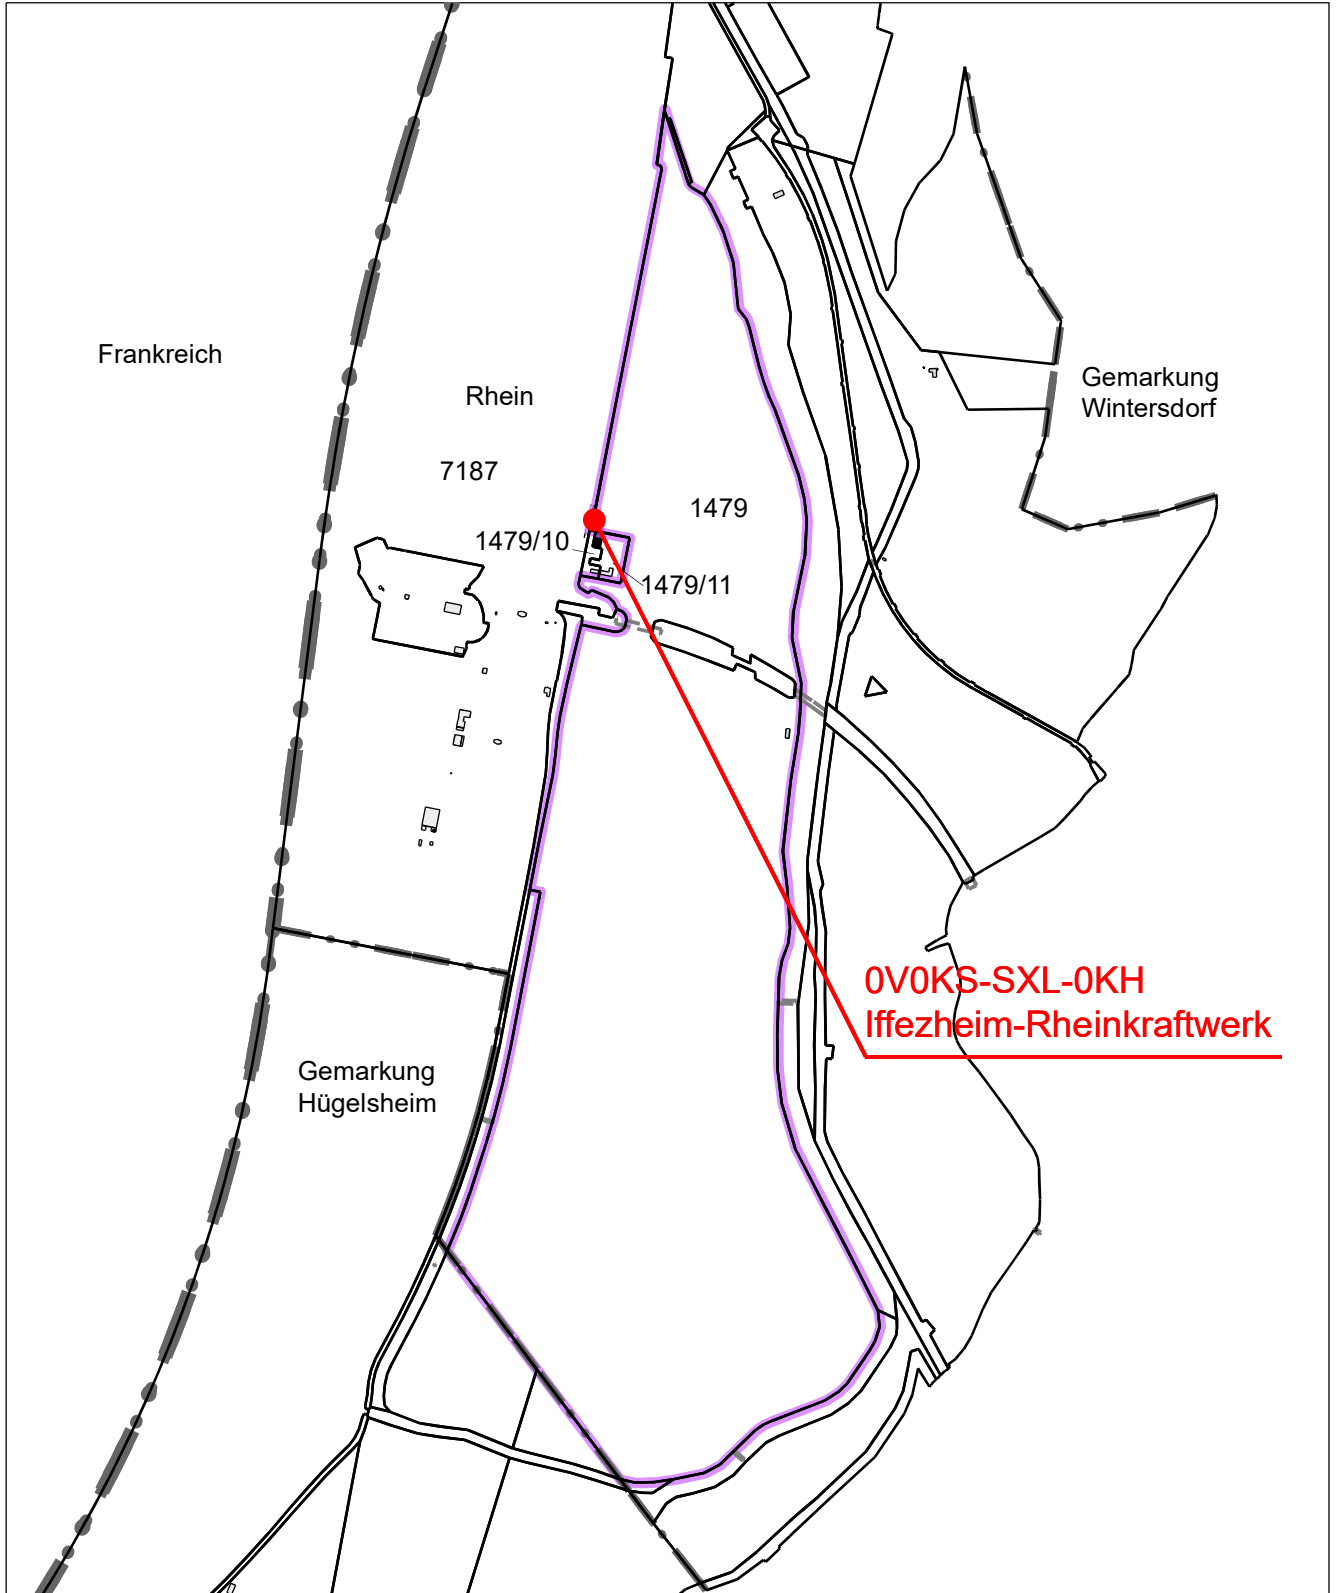 Frankreich
Rhein
Gemarkung
Wintersdorf
7187
1479
1479/10
1479/11
0V0KS-SXL-0KH
Iffezheim-Rheinkraftwerk
Gemarkung
Hügelsheim